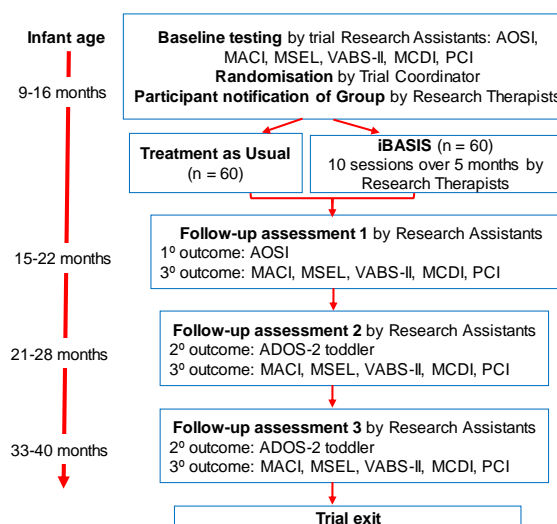 Infant age
Baseline testing by trial Research Assistants: AOSI,
MACI, MSEL, VABS-II, MCDI, PCI
Randomisation by Trial Coordinator
Participant notification of Group by Research Therapists
9-16 months
Treatment as Usual
(n = 60)
iBASIS (n = 60)
10 sessions over 5 months by
Research Therapists
15-22 months
Follow-up assessment 1 by Research Assistants
1º outcome: AOSI
3º outcome: MACI, MSEL, VABS-II, MCDI, PCI
21-28 months
Follow-up assessment 2 by Research Assistants
2º outcome: ADOS-2 toddler
3º outcome: MACI, MSEL, VABS-II, MCDI, PCI
33-40 months
Follow-up assessment 3 by Research Assistants
2º outcome: ADOS-2 toddler
3º outcome: MACI, MSEL, VABS-II, MCDI, PCI
Trial exit